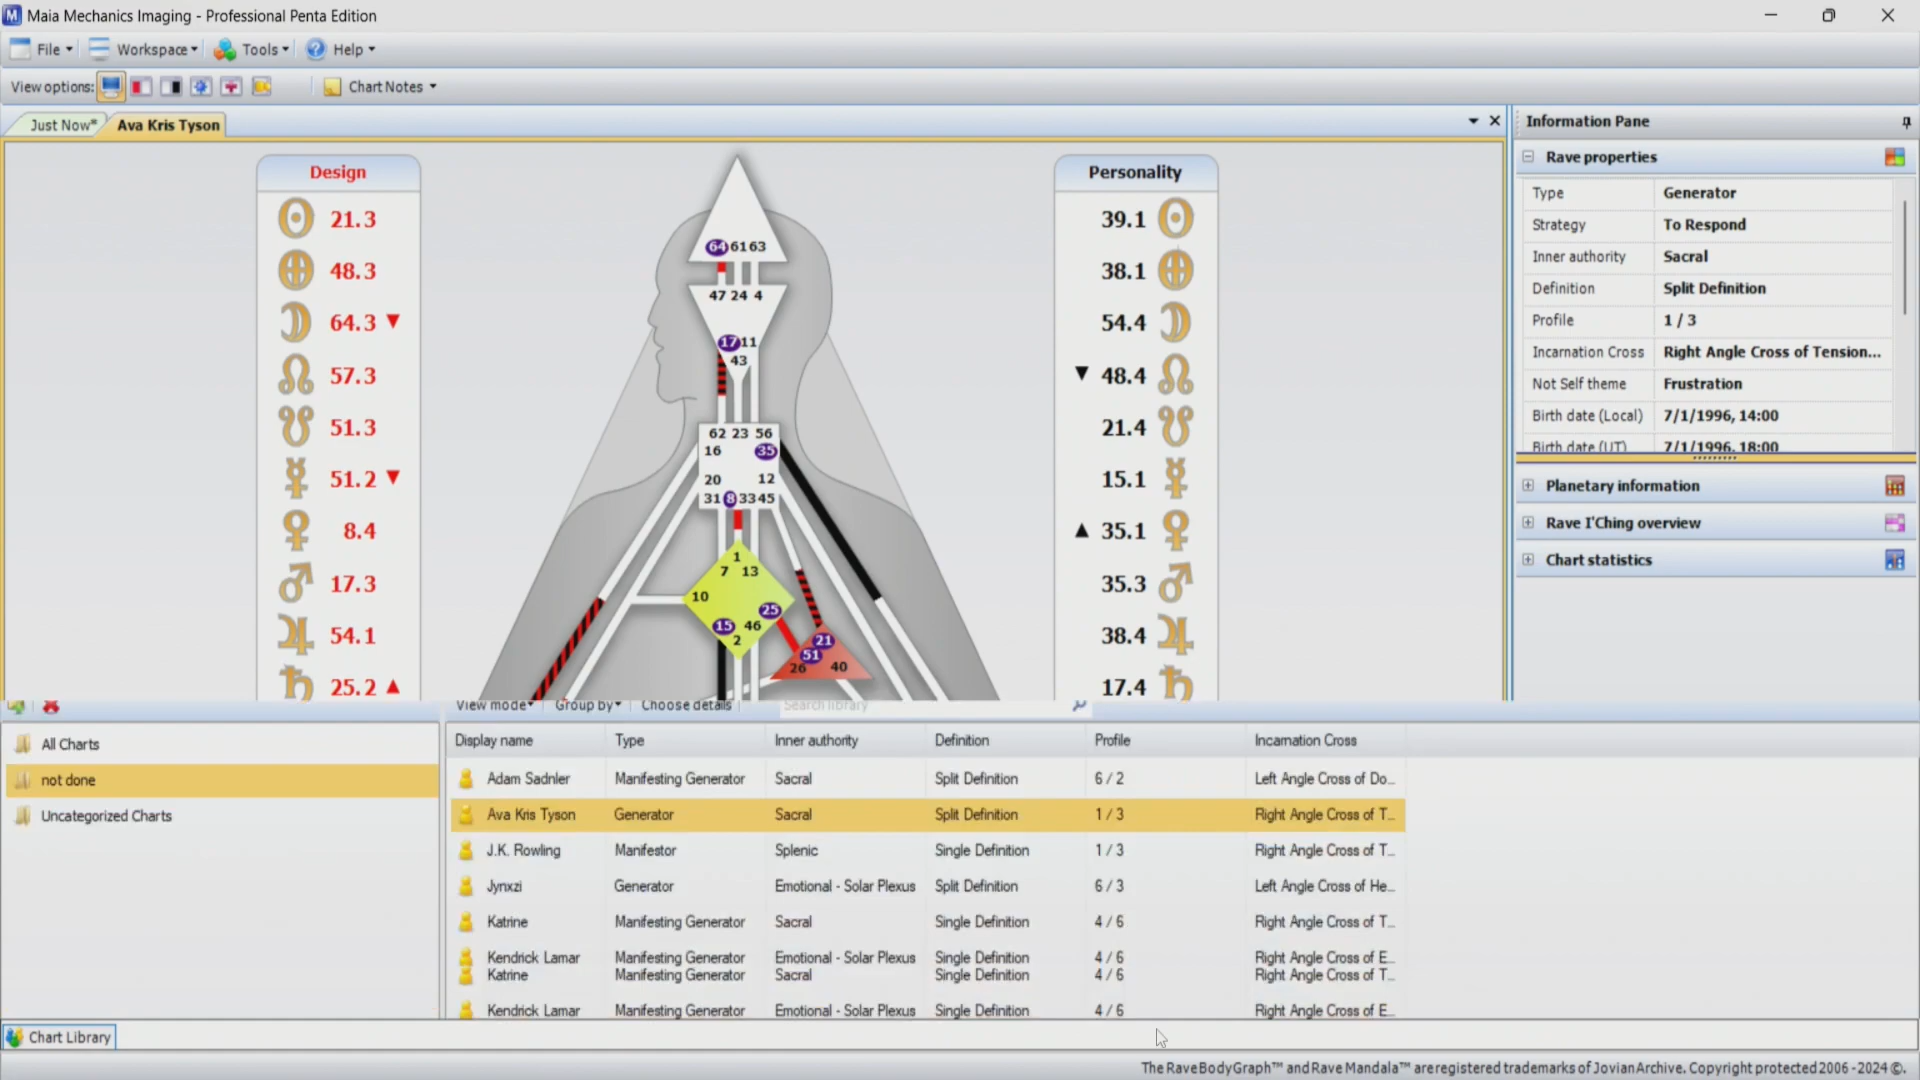 Maia Mechanics Imaging - Professional Penta Edition
File Workspace Tools Help
View options: Chart Notes
Just Now* Ava Kris Tyson
Design
21.3
48.3
64.3
57.3
51.3
51.2
8.4
17.3
54.1
25.2
64 61 63
47 24 4
17 11
43
62 23 56
16 35
20 12
31 8 33 45
1
7 13
10
25
15 46
2
21
51
26 40
Personality
39.1
38.1
54.4
48.4
21.4
15.1
35.1
35.3
38.4
17.4
Information Pane
Rave properties
Type Generator
Strategy To Respond
Inner authority Sacral
Definition Split Definition
Profile 1 / 3
Incarnation Cross Right Angle Cross of Tension...
Not Self theme Frustration
Birth date (Local) 7/1/1996, 14:00
Birth date (UT) 7/1/1996, 18:00
Planetary information
Rave I'Ching overview
Chart statistics
View mode Group by Choose details Search library
All Charts
not done
Uncategorized Charts
Display name Type Inner authority Definition Profile Incarnation Cross
Adam Sadnler Manifesting Generator Sacral Split Definition 6 / 2 Left Angle Cross of Do...
Ava Kris Tyson Generator Sacral Split Definition 1 / 3 Right Angle Cross of T...
J.K. Rowling Manifestor Splenic Single Definition 1 / 3 Right Angle Cross of T...
Jynxzi Generator Emotional - Solar Plexus Split Definition 6 / 3 Left Angle Cross of He...
Katrine Manifesting Generator Sacral Single Definition 4 / 6 Right Angle Cross of T...
Kendrick Lamar Manifesting Generator Emotional - Solar Plexus Single Definition 4 / 6 Right Angle Cross of E...
Katrine Manifesting Generator Sacral Single Definition 4 / 6 Right Angle Cross of T...
Kendrick Lamar Manifesting Generator Emotional - Solar Plexus Single Definition 4 / 6 Right Angle Cross of E...
Chart Library
The RaveBodyGraph™ and Rave Mandala™ are registered trademarks of Jovian Archive. Copyright protected 2006 - 2024 ©.